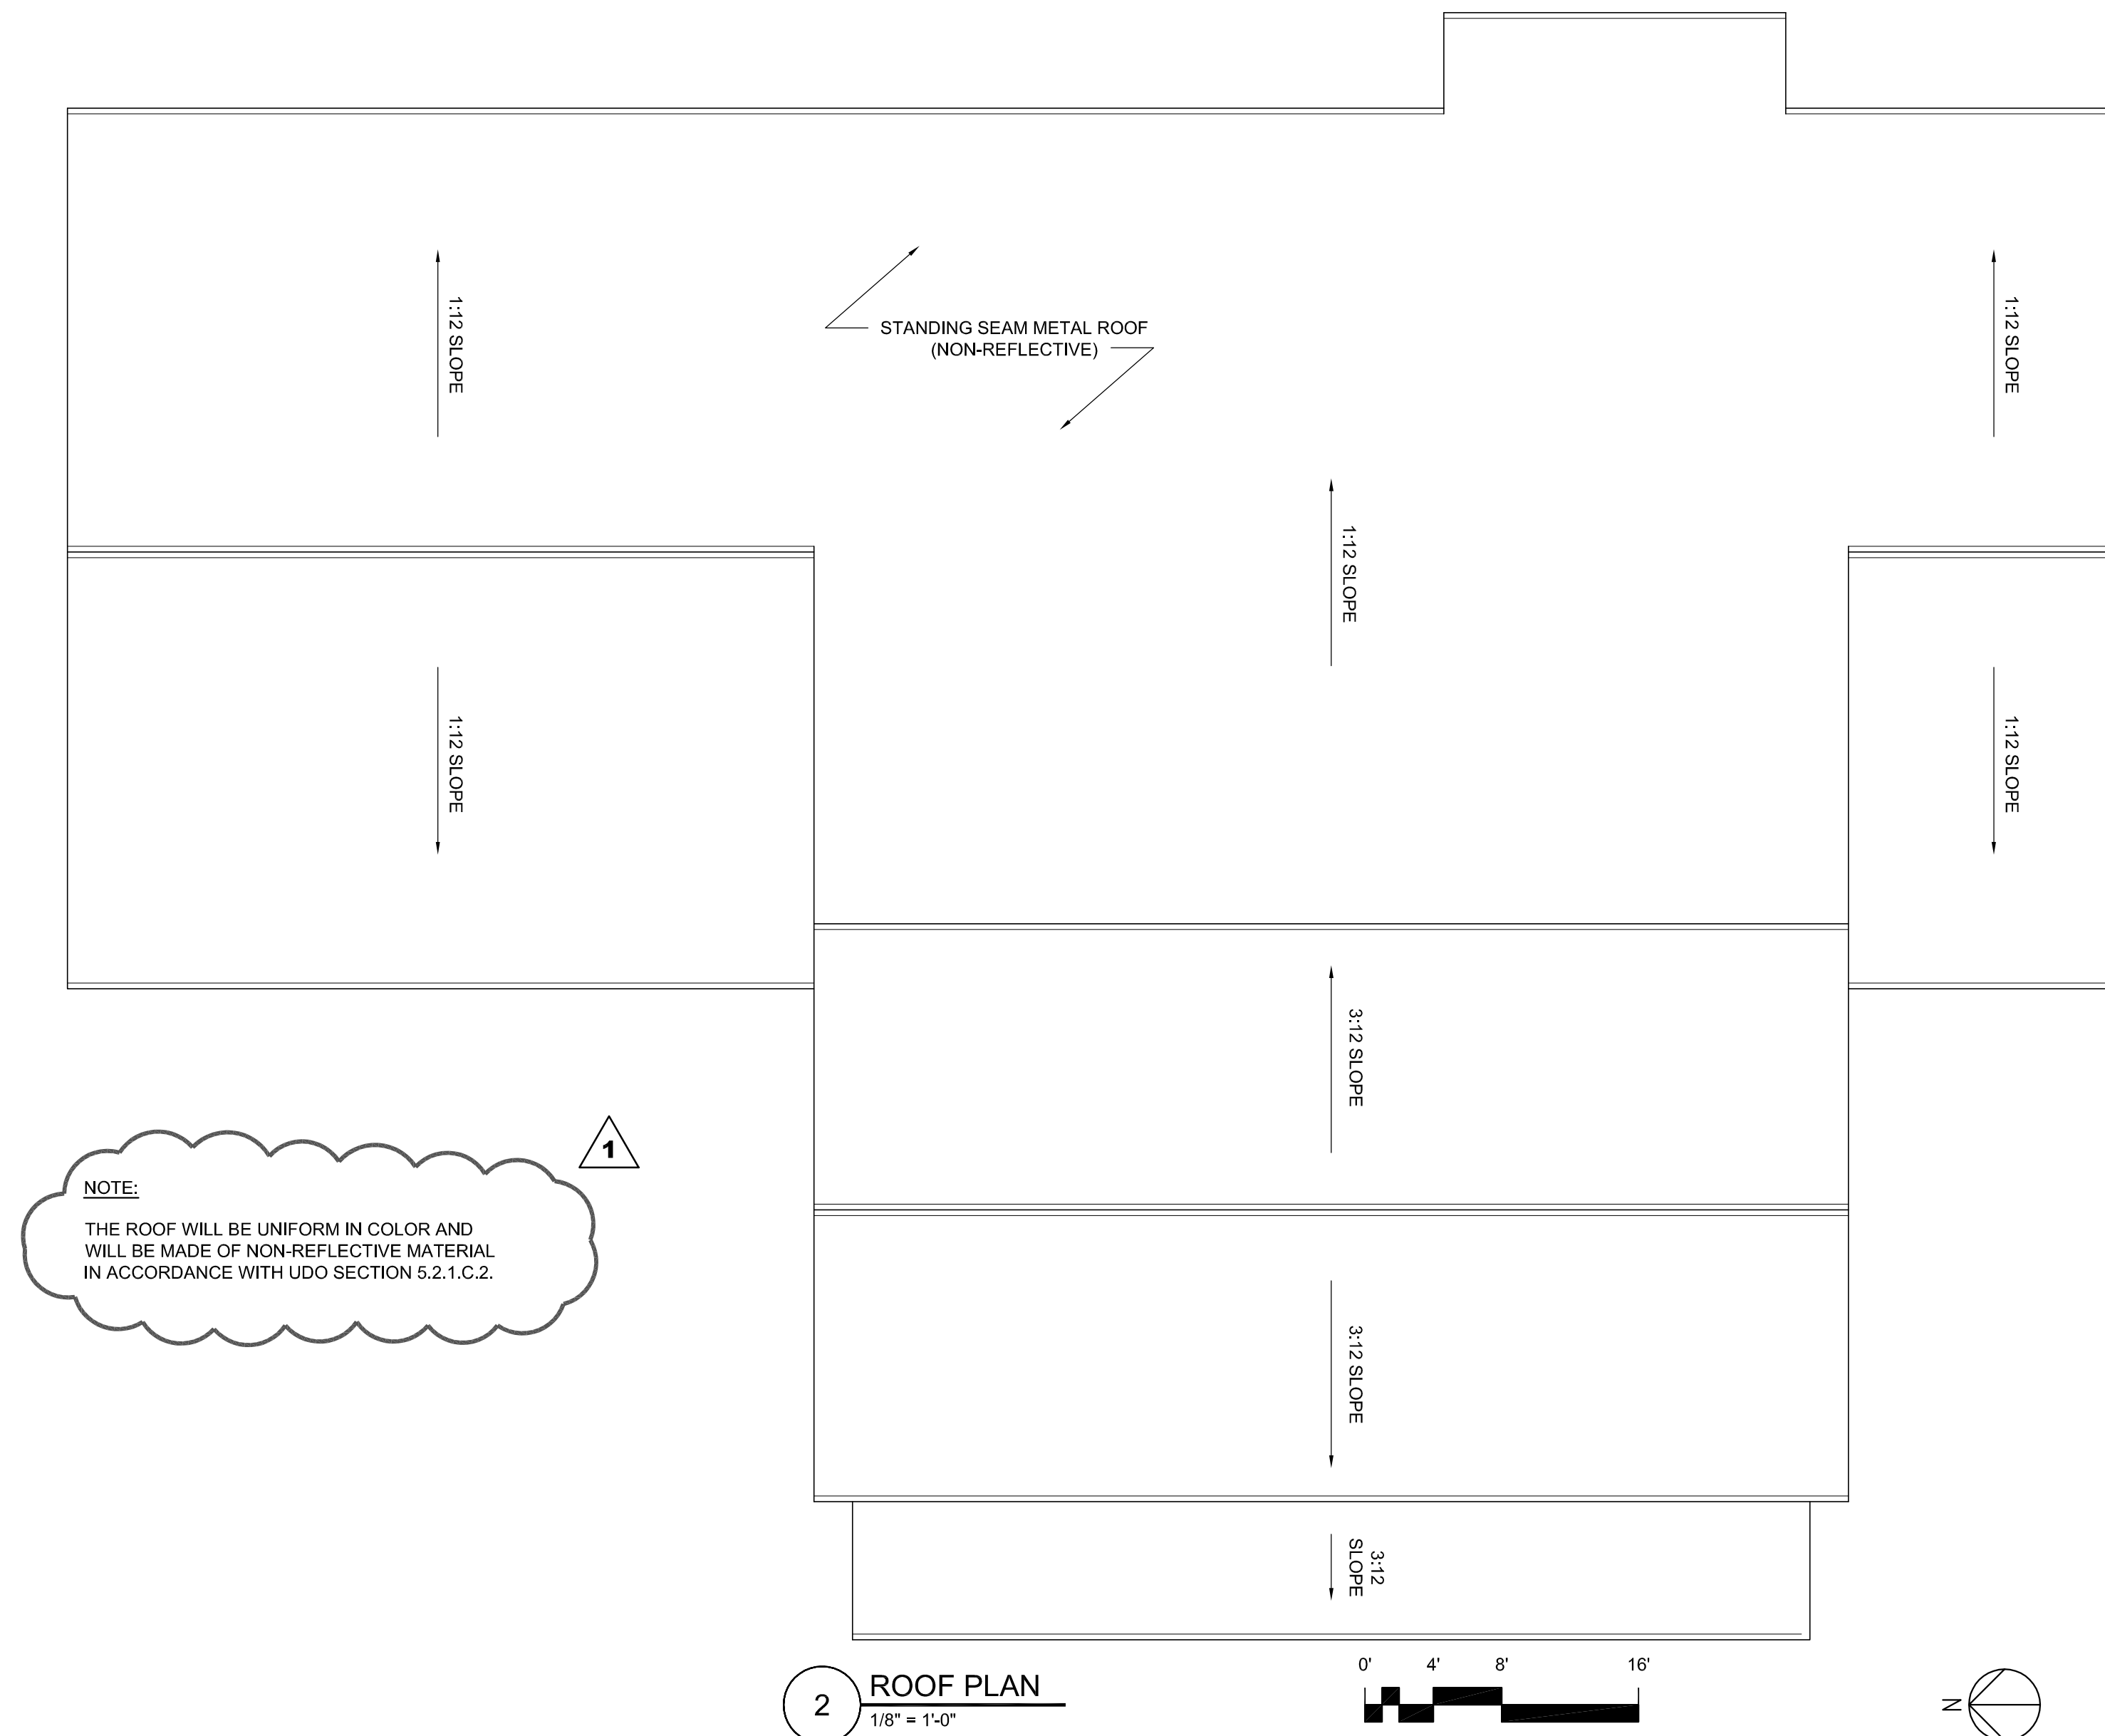 1:12 SLOPE
STANDING SEAM METAL ROOF
(NON-REFLECTIVE)
1:12 SLOPE
1:12 SLOPE
1:12 SLOPE
1:12 SLOPE
3:12 SLOPE
1
NOTE:
THE ROOF WILL BE UNIFORM IN COLOR AND
WILL BE MADE OF NON-REFLECTIVE MATERIAL
IN ACCORDANCE WITH UDO SECTION 5.2.1.C.2.
3:12 SLOPE
3:12
SLOPE
2
ROOF PLAN
1/8" = 1'-0"
0' 4' 8' 16'
N